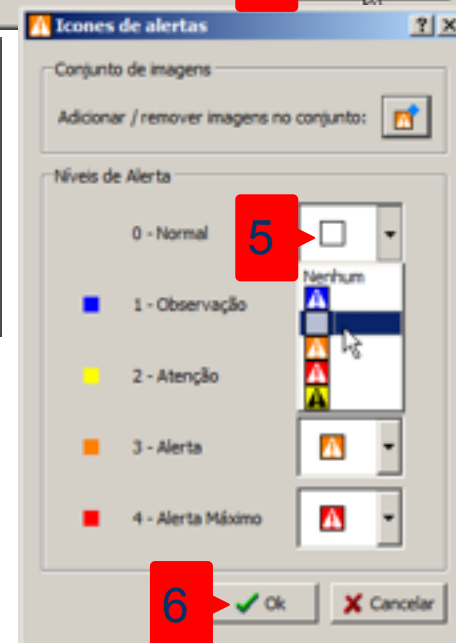 Icones de alertas
Conjunto de imagens
Adicionar / remover imagens no conjunto:
Níveis de Alerta
0 - Normal
5
Nenhum
1 - Observação
2 - Atenção
3 - Alerta
4 - Alerta Máximo
6
Ok
Cancelar